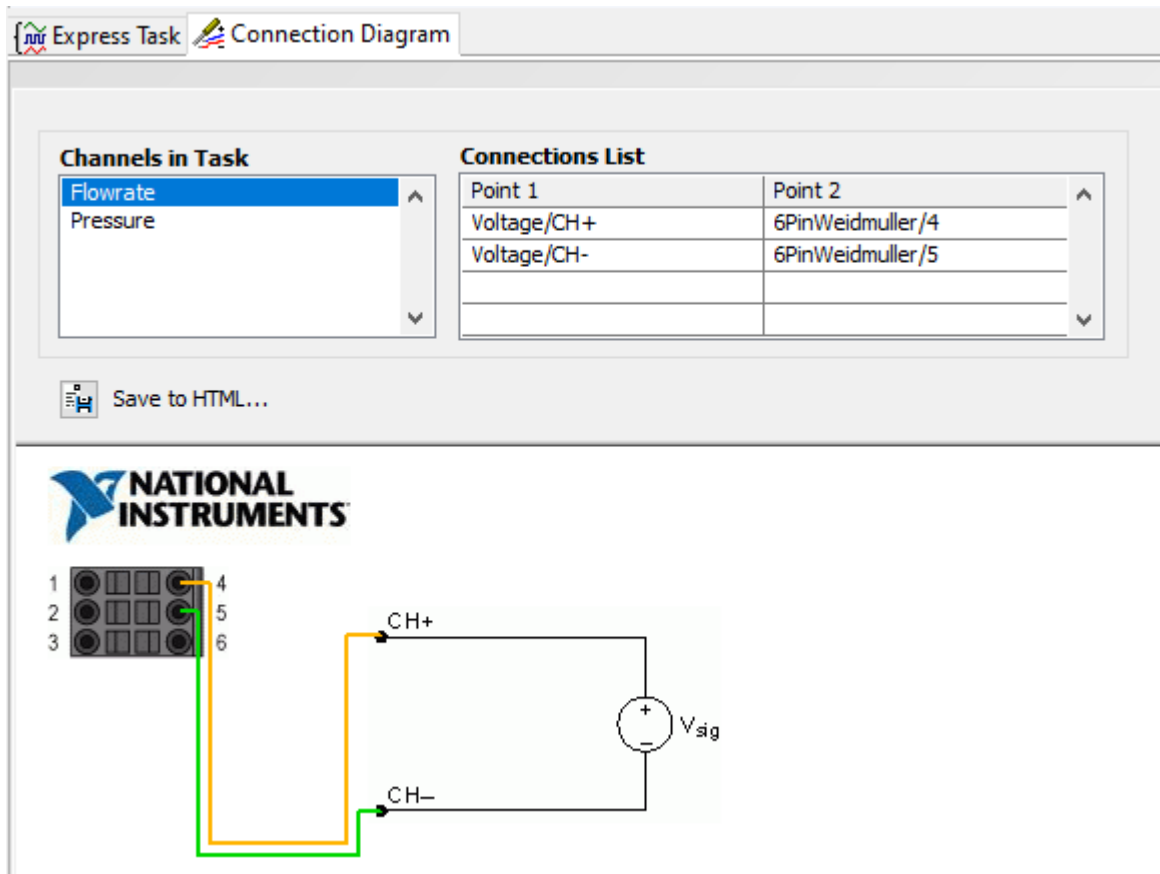 Express Task Connection Diagram
Channels in Task Connections List
Flowrate
Pressure
Point 1 Point 2
Voltage/CH+ 6PinWeidmuller/4
Voltage/CH- 6PinWeidmuller/5
Save to HTML...
NATIONAL
INSTRUMENTS
1 4
2 5
3 6
CH+
+
Vsig
−
CH−